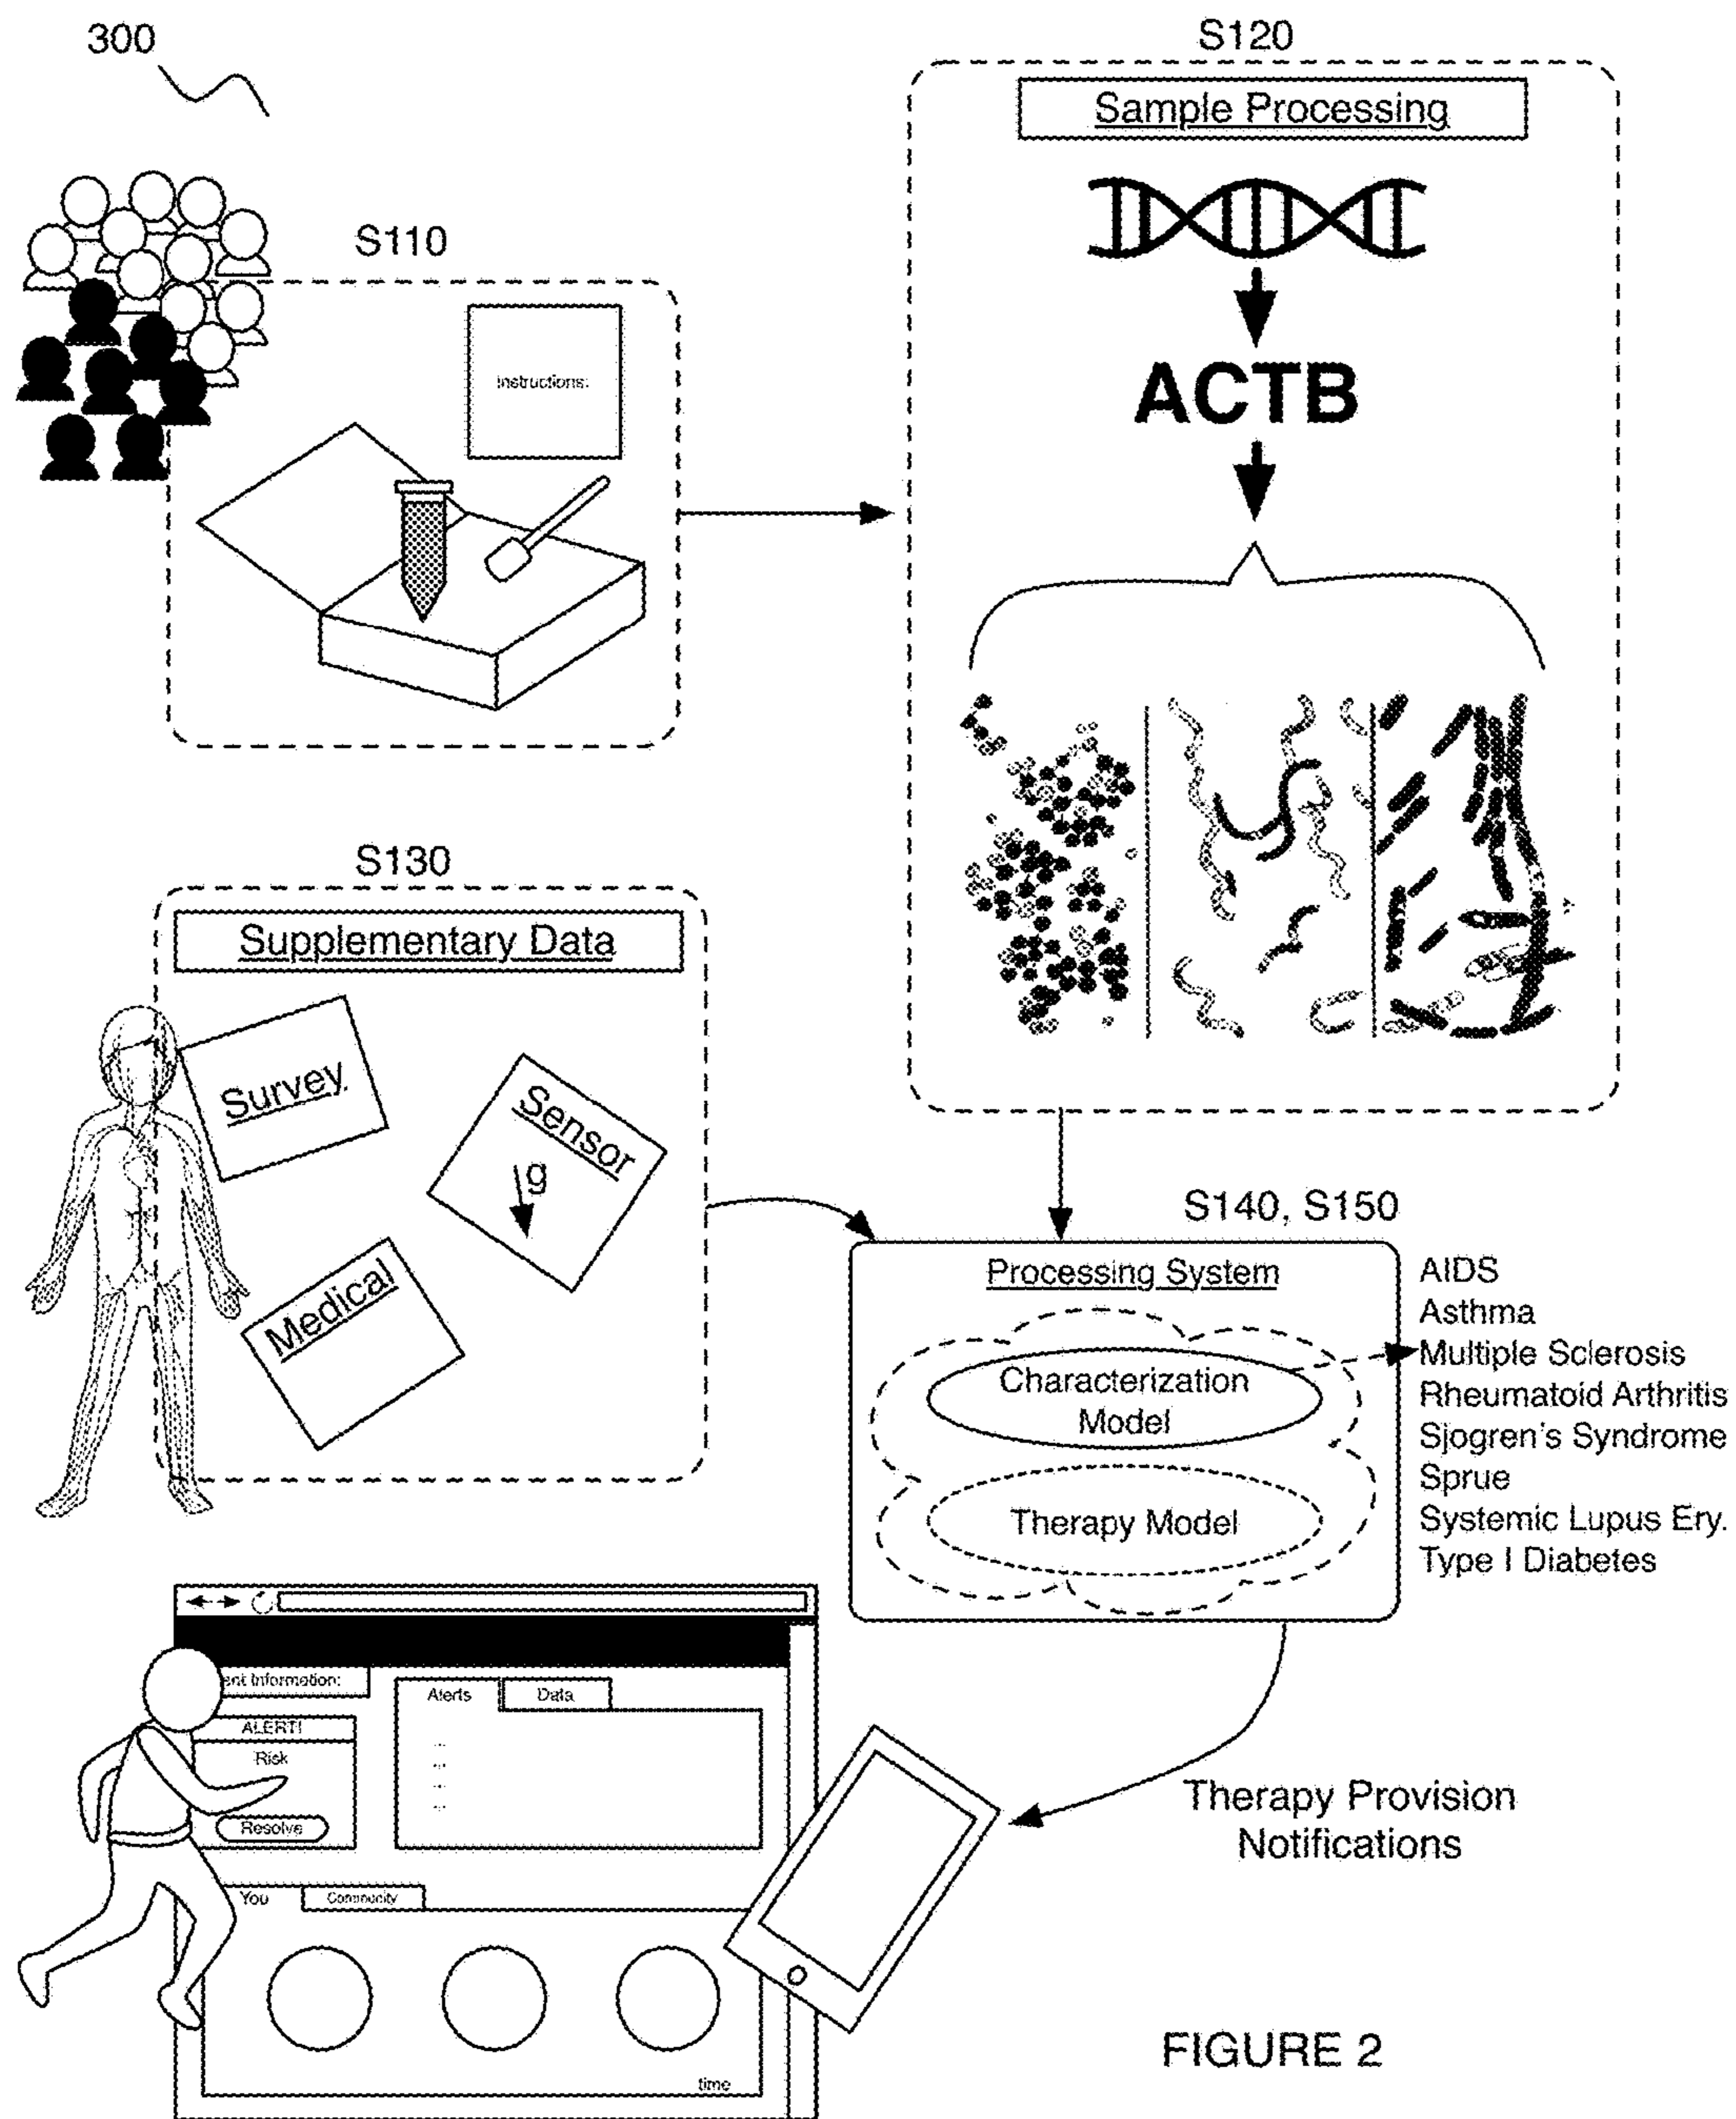 300
S110
Instructions:
S120
Sample Processing
ACTB
S130
Supplementary Data
Survey
Sensor
g
Medical
S140, S150
Processing System
Characterization
Model
Therapy Model
AIDS
Asthma
Multiple Sclerosis
Rheumatoid Arthritis
Sjogren's Syndrome
Sprue
Systemic Lupus Ery.
Type I Diabetes
ent Information:
ALERT!
Risk
Resolve
Alerts
Data
You
Community
time
Therapy Provision
Notifications
FIGURE 2